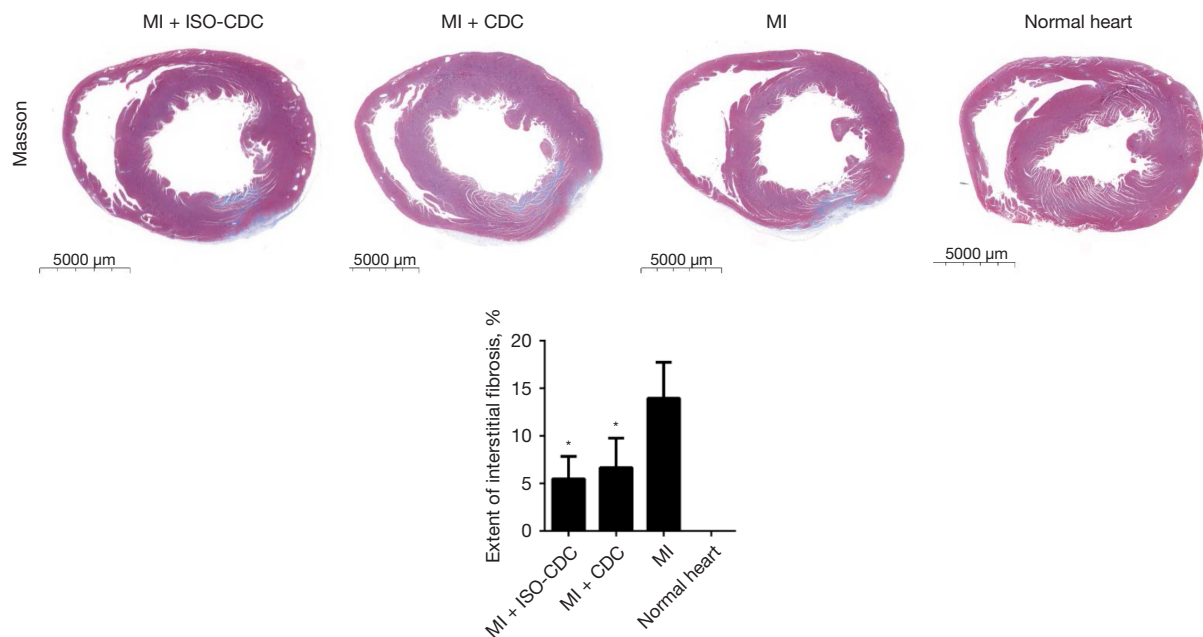 MI + ISO-CDC
MI + CDC
MI
Normal heart
Masson
5000 µm
5000 µm
5000 µm
5000 µm
Extent of interstitial fibrosis, %
20
15
10
5
0
*
*
MI + ISO-CDC
MI + CDC
MI
Normal heart